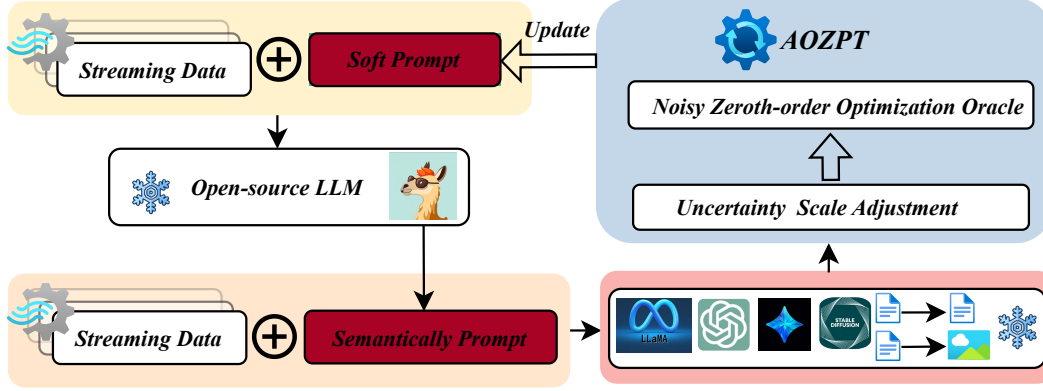 Streaming Data
Soft Prompt
Update
AOZPT
Noisy Zeroth-order Optimization Oracle
Uncertainty Scale Adjustment
Open-source LLM
Streaming Data
Semantically Prompt
LLaMA
STABLE
DIFFUSION